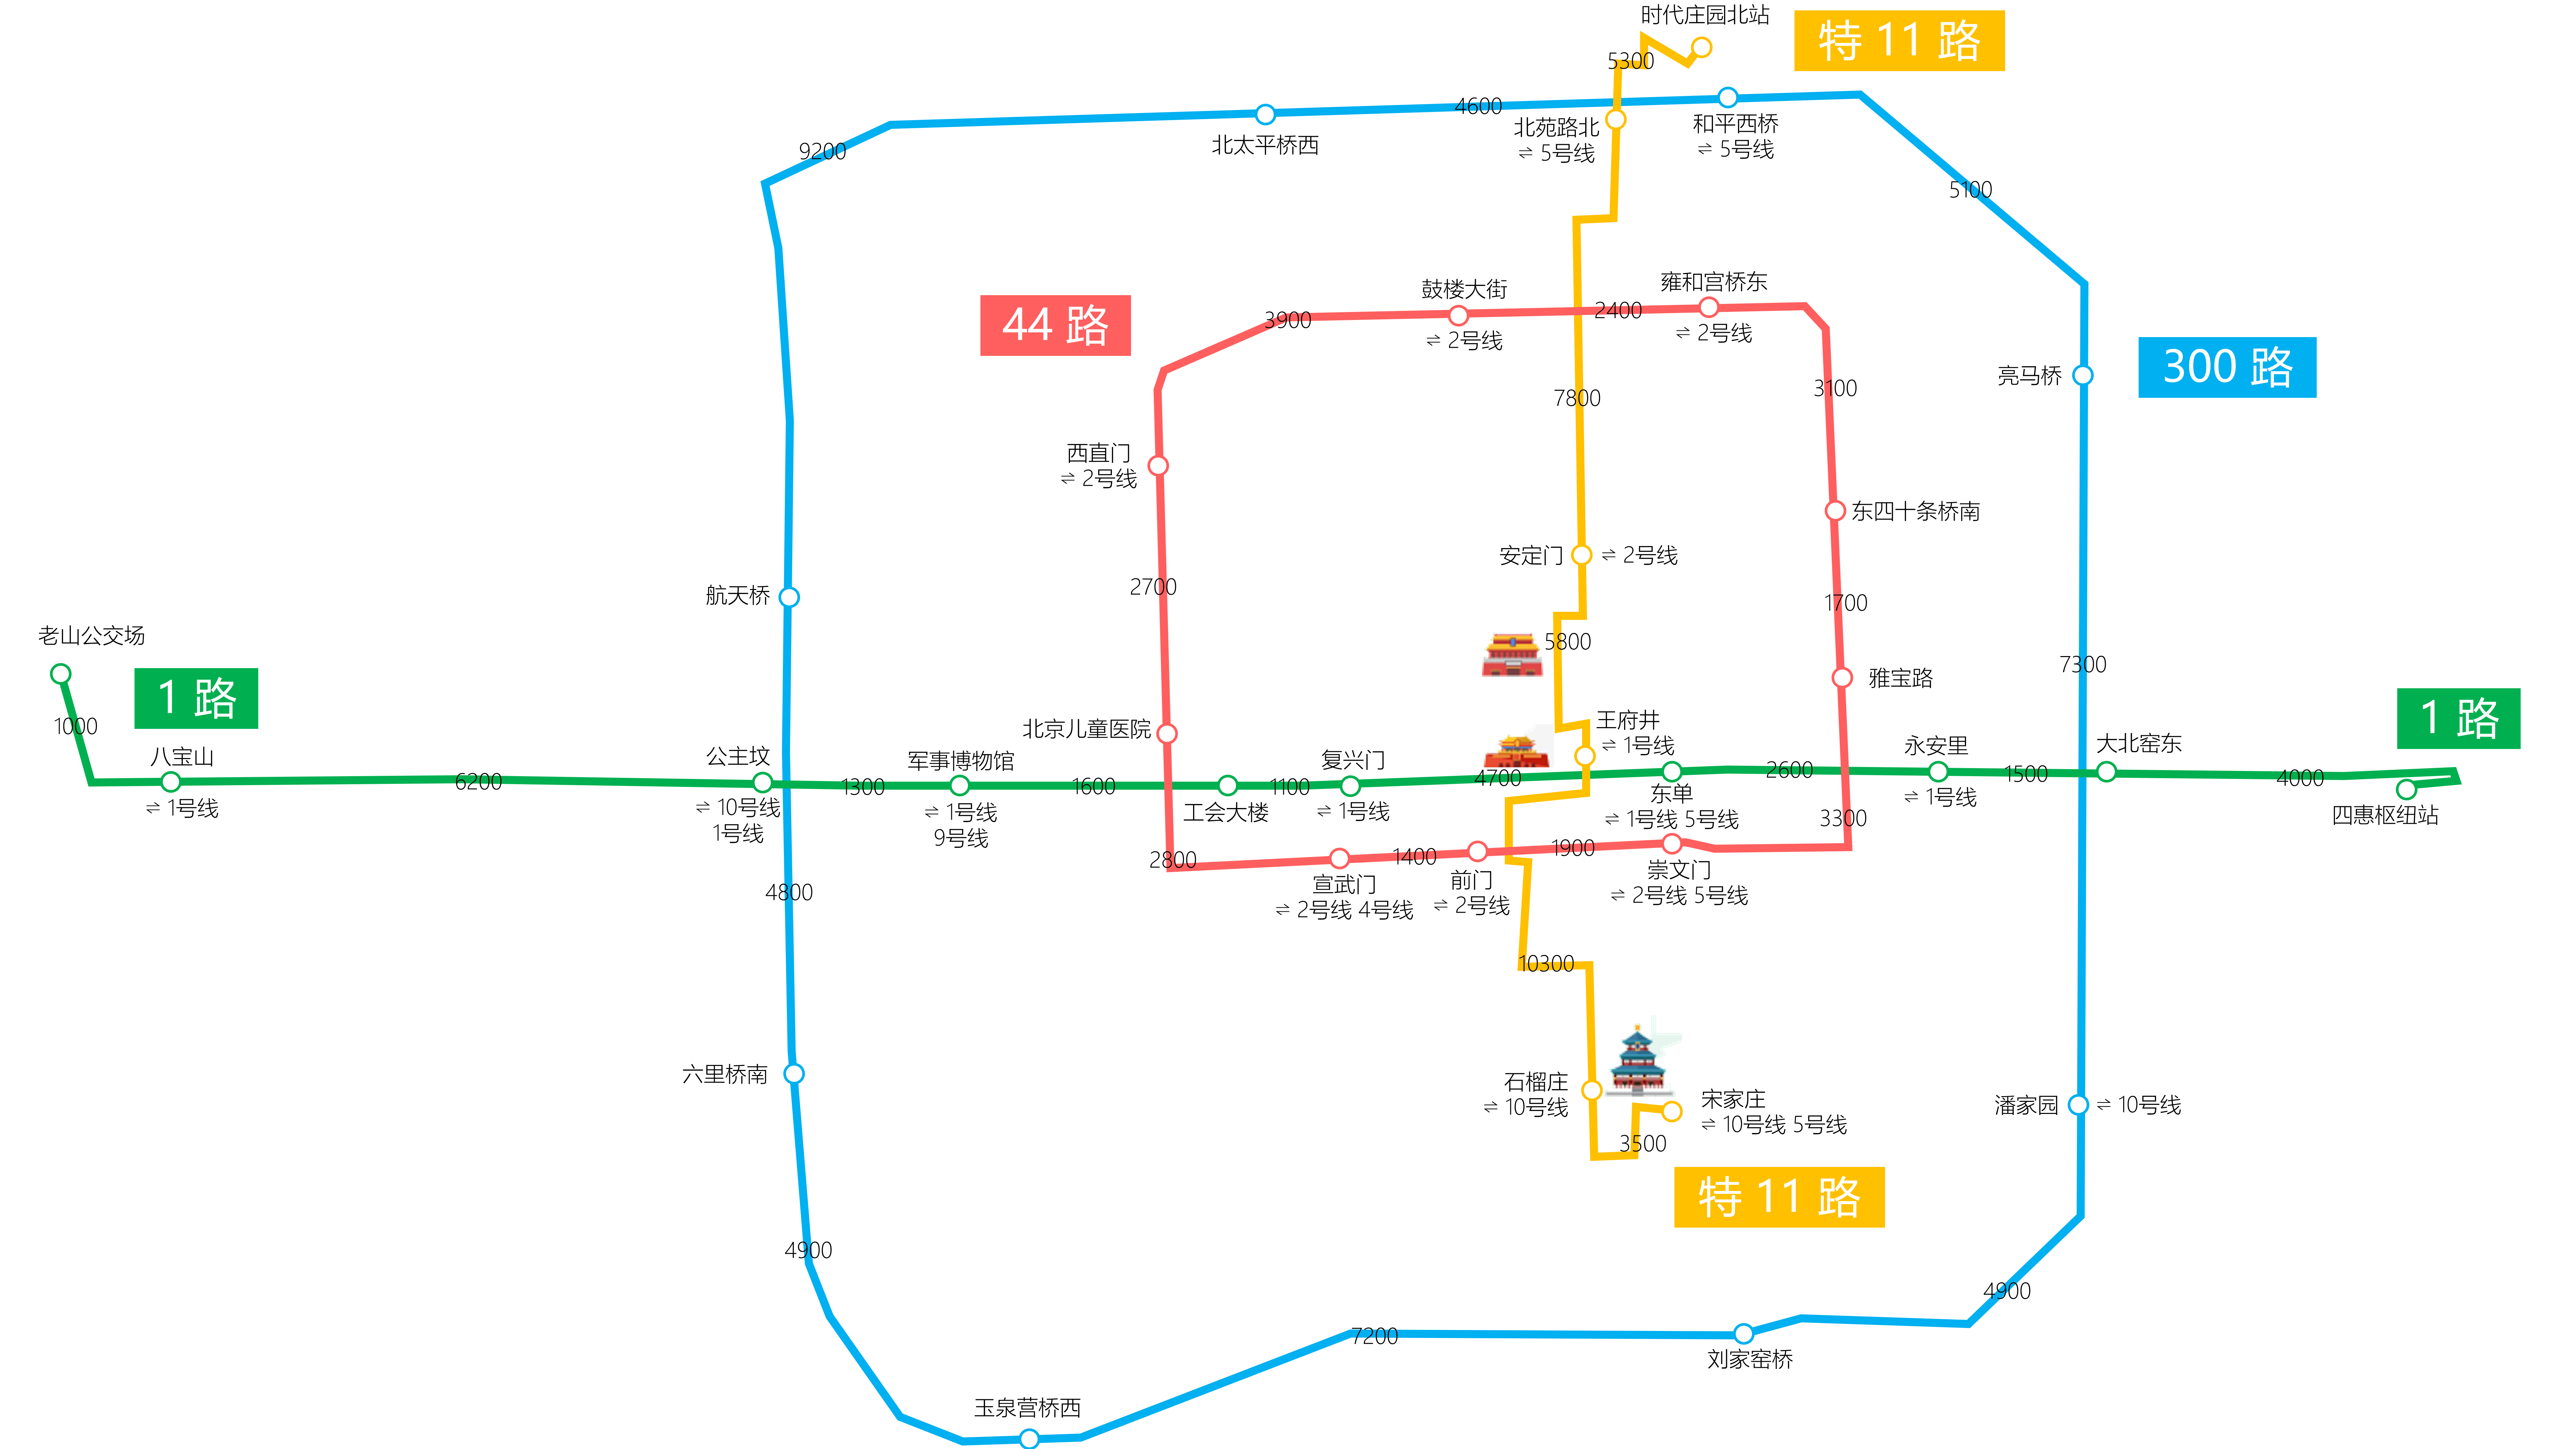 时代庄园北站
特 11 路
5300
4600
北苑路北
⇌ 5号线
和平西桥
⇌ 5号线
北太平桥西
9200
5100
44 路
3900
鼓楼大街
⇌ 2号线
2400
雍和宫桥东
⇌ 2号线
300 路
亮马桥
3100
7800
西直门
⇌ 2号线
东四十条桥南
安定门
⇌ 2号线
2700
航天桥
1700
老山公交场
5800
7300
雅宝路
1 路
1 路
1000
北京儿童医院
王府井
⇌ 1号线
八宝山
⇌ 1号线
6200
公主坟
⇌ 10号线
1号线
1300
军事博物馆
⇌ 1号线
9号线
1600
工会大楼
1100
复兴门
⇌ 1号线
4700
东单
⇌ 1号线 5号线
2600
永安里
⇌ 1号线
1500
大北窑东
4000
四惠枢纽站
3300
2800
宣武门
⇌ 2号线 4号线
1400
前门
⇌ 2号线
1900
崇文门
⇌ 2号线 5号线
4800
10300
六里桥南
石榴庄
⇌ 10号线
宋家庄
⇌ 10号线 5号线
潘家园
⇌ 10号线
3500
特 11 路
4900
4900
7200
刘家窑桥
玉泉营桥西